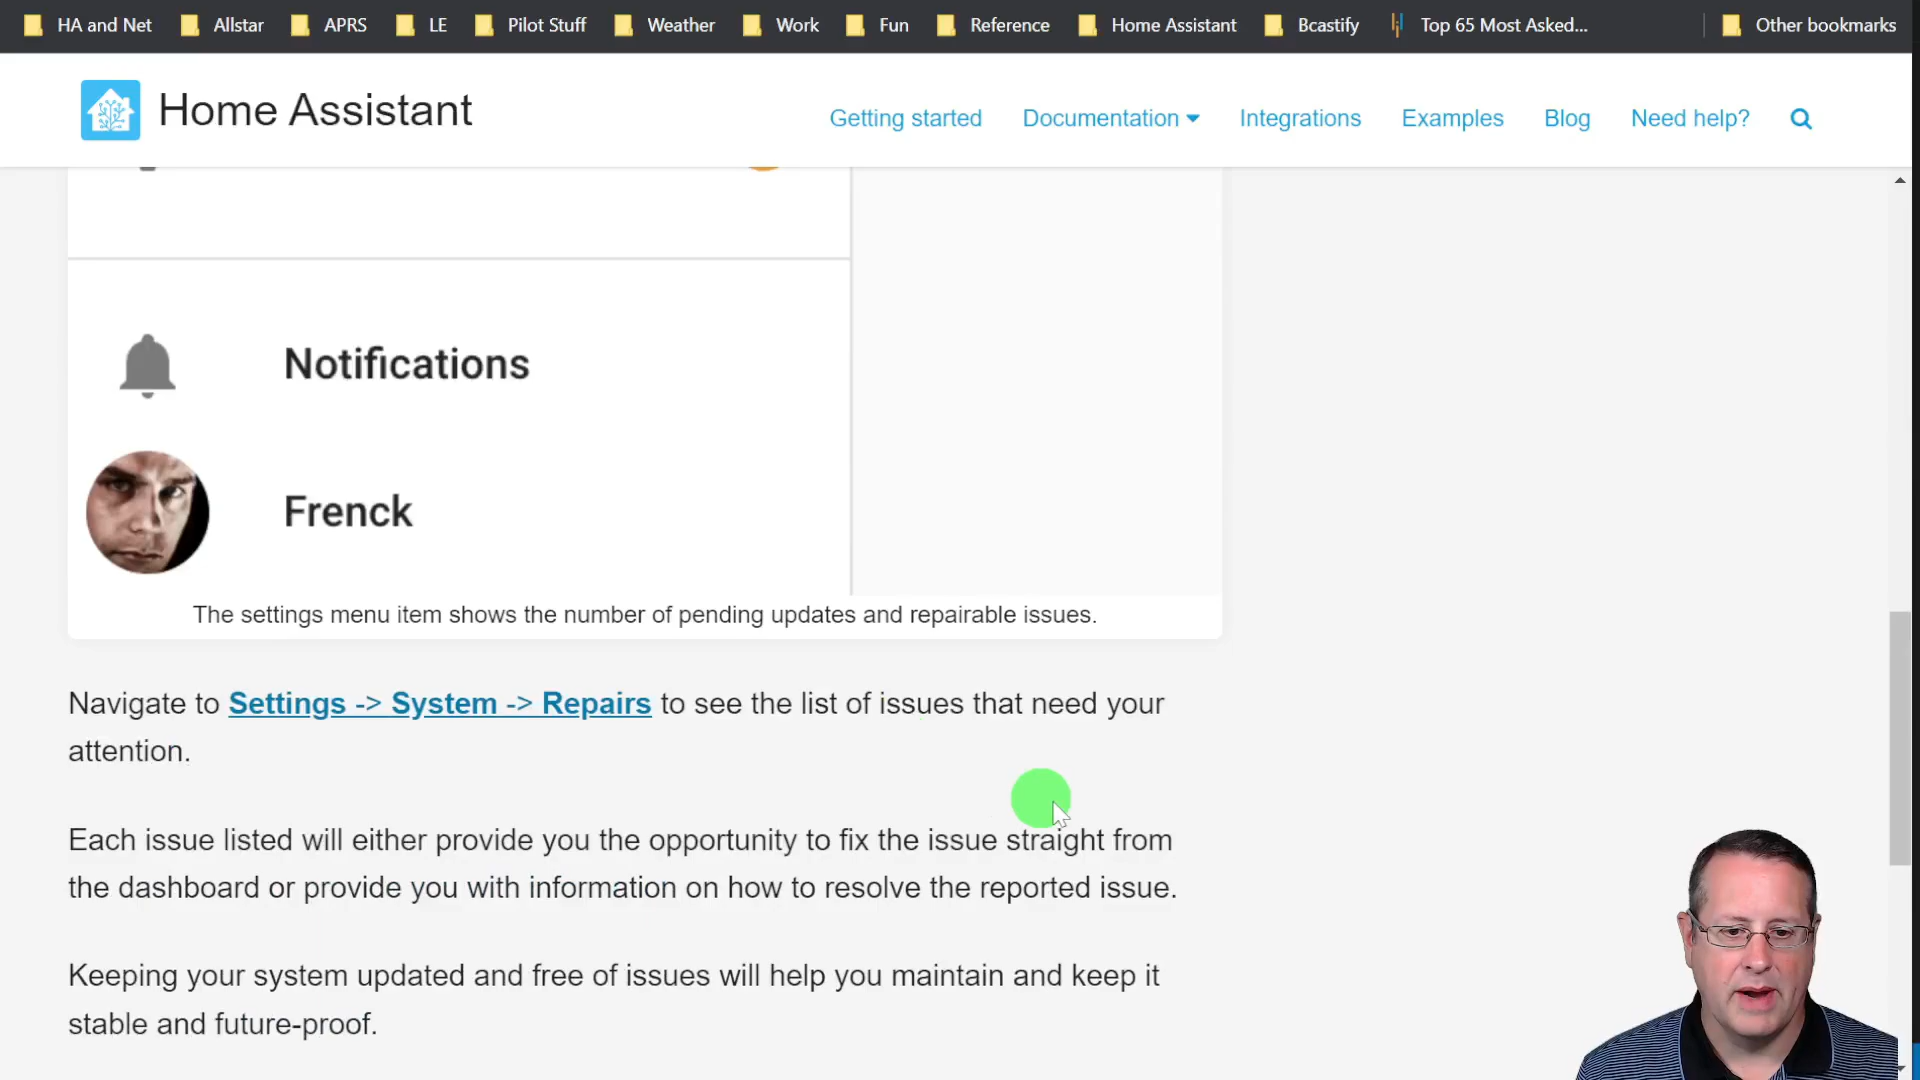 HA and Net Allstar APRS LE Pilot Stuff Weather Work Fun Reference Home Assistant Bcastify Top 65 Most Asked... Other bookmarks
Home Assistant
Getting started Documentation Integrations Examples Blog Need help?
Notifications
Frenck
The settings menu item shows the number of pending updates and repairable issues.
Navigate to Settings -> System -> Repairs to see the list of issues that need your
attention.
Each issue listed will either provide you the opportunity to fix the issue straight from
the dashboard or provide you with information on how to resolve the reported issue.
Keeping your system updated and free of issues will help you maintain and keep it
stable and future-proof.